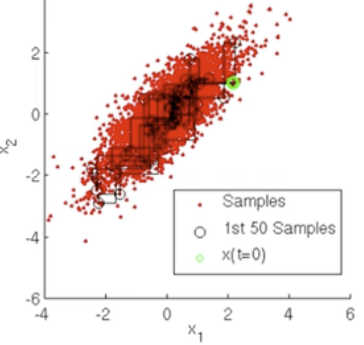 2
0
-2
-4
-6
x2
-4 -2 0 2 4 6
x1
Samples
1st 50 Samples
x(t=0)